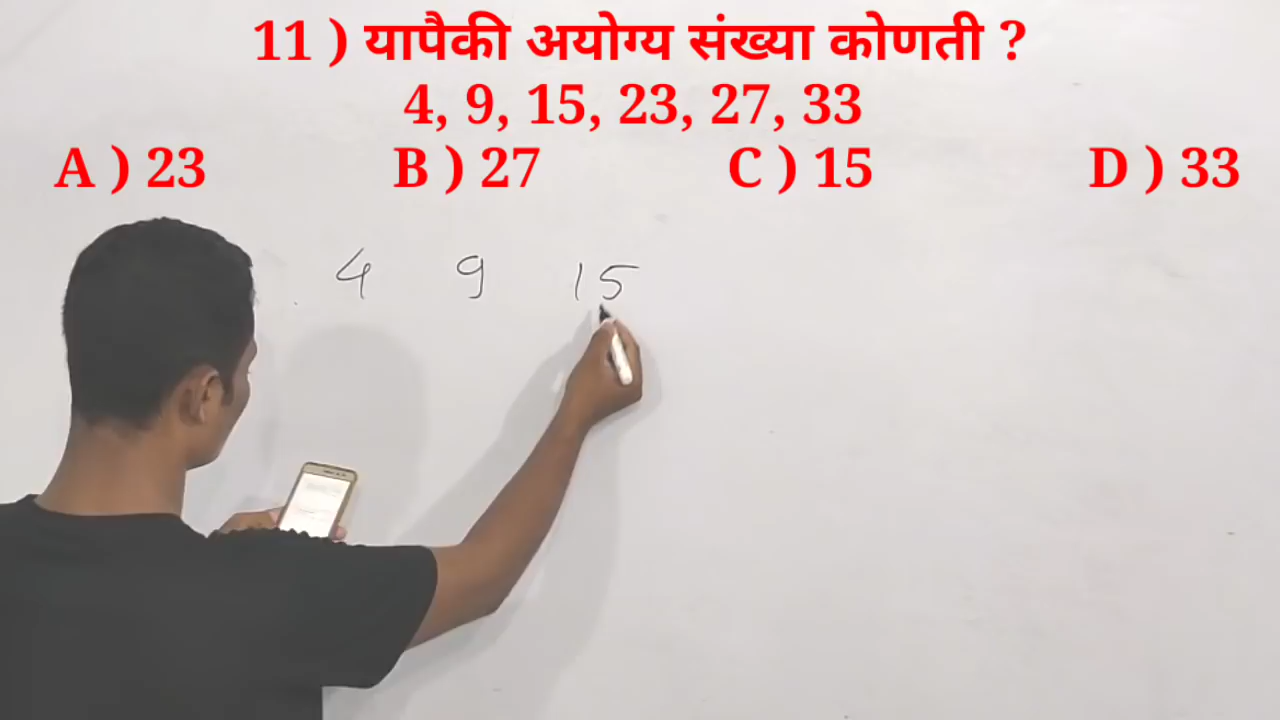 11 ) यापैकी अयोग्य संख्या कोणती ?
4, 9, 15, 23, 27, 33
A ) 23 B ) 27 C ) 15 D ) 33
4 9 15